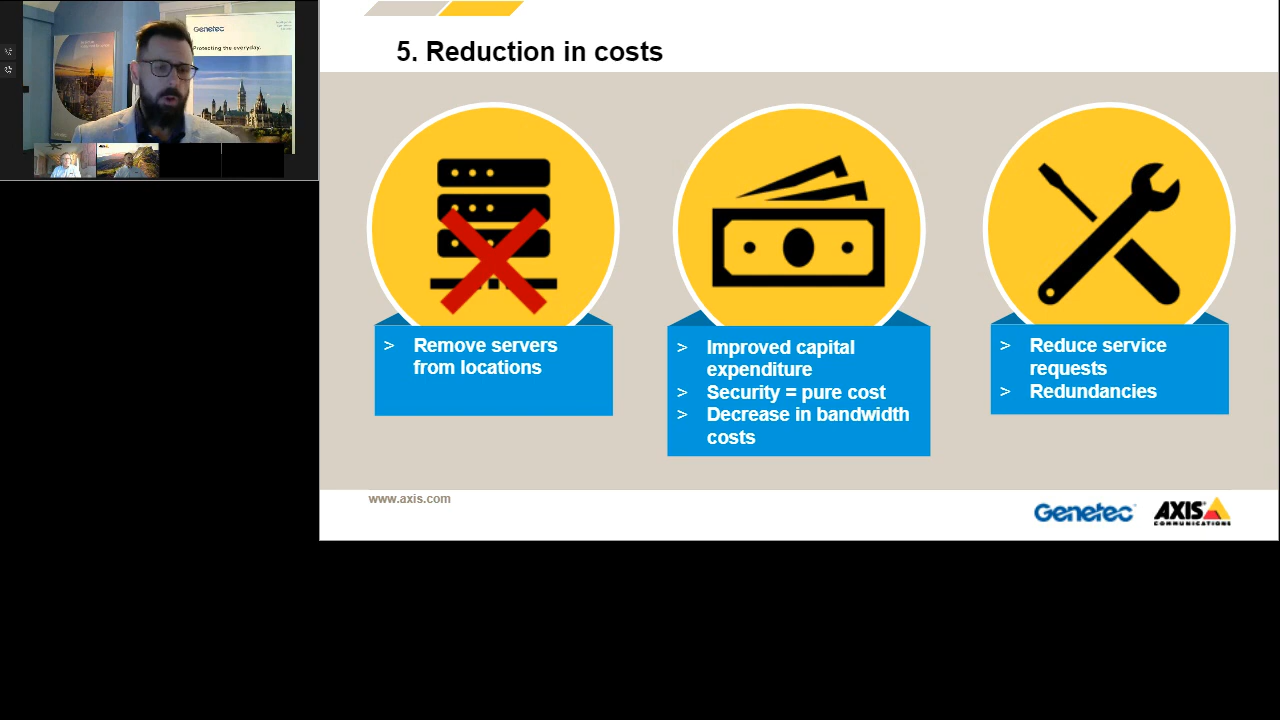 Genetec
Protecting the everyday.
5. Reduction in costs
> Remove servers
from locations
> Improved capital
expenditure
> Security = pure cost
> Decrease in bandwidth
costs
> Reduce service
requests
> Redundancies
www.axis.com
Genetec
AXIS
COMMUNICATIONS